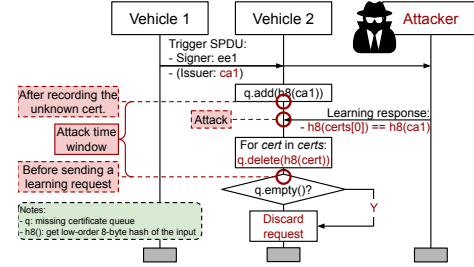 Vehicle 1
Vehicle 2
Attacker
Trigger SPDU:
- Signer: ee1
- (Issuer: ca1)
q.add(h8(ca1))
After recording the
unknown cert.
Attack
Learning response:
- h8(certs[0]) == h8(ca1)
Attack time
window
For cert in certs:
q.delete(h8(cert))
Before sending a
learning request
q.empty()?
Y
Notes:
- q: missing certificate queue
- h8(): get low-order 8-byte hash of the input
Discard
request